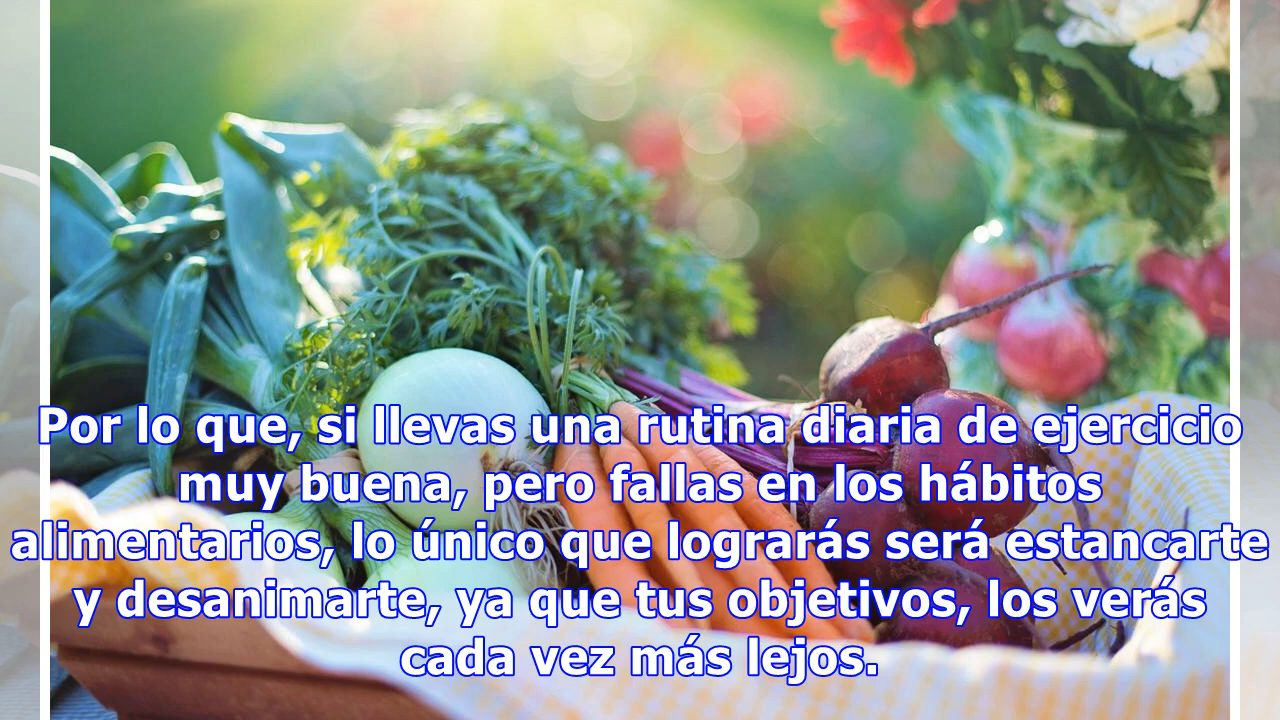 Por lo que, si llevas una rutina diaria de ejercicio
muy buena, pero fallas en los hábitos
alimentarios, lo único que lograrás será estancarte
y desanimarte, ya que tus objetivos, los verás
cada vez más lejos.